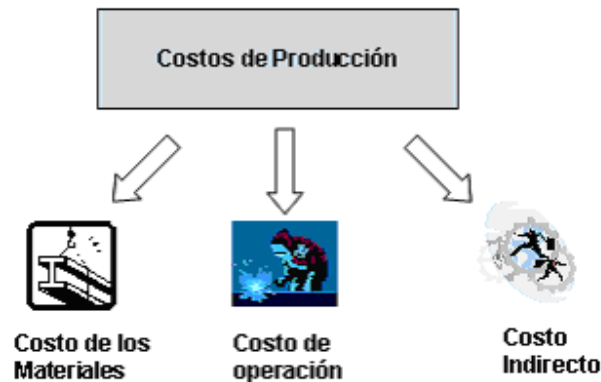 Costos de Producción
Costo de los
Materiales
Costo de
operación
Costo
Indirecto